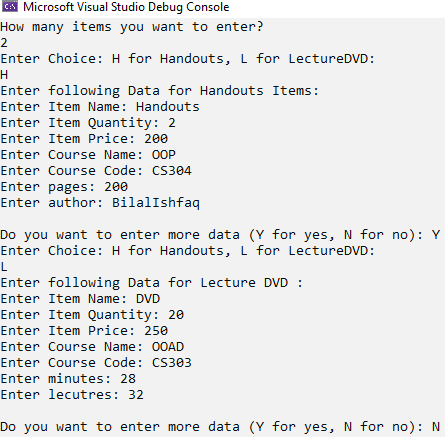 C:\ Microsoft Visual Studio Debug Console
How many items you want to enter?
2
Enter Choice: H for Handouts, L for LectureDVD:
H
Enter following Data for Handouts Items:
Enter Item Name: Handouts
Enter Item Quantity: 2
Enter Item Price: 200
Enter Course Name: OOP
Enter Course Code: CS304
Enter pages: 200
Enter author: BilalIshfaq
Do you want to enter more data (Y for yes, N for no): Y
Enter Choice: H for Handouts, L for LectureDVD:
L
Enter following Data for Lecture DVD :
Enter Item Name: DVD
Enter Item Quantity: 20
Enter Item Price: 250
Enter Course Name: OOAD
Enter Course Code: CS303
Enter minutes: 28
Enter lecutres: 32
Do you want to enter more data (Y for yes, N for no): N